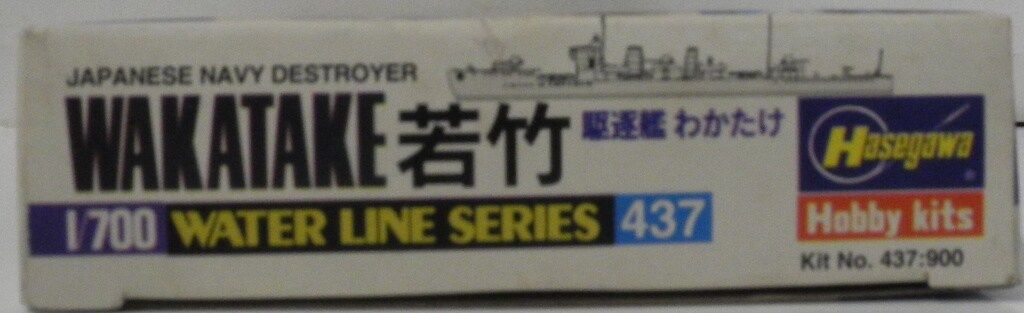 JAPANESE NAVY DESTROYER
WAKATAKE 若竹 駆逐艦 わかたけ
1/700 WATER LINE SERIES 437
Hasegawa
Hobby kits
Kit No. 437:900